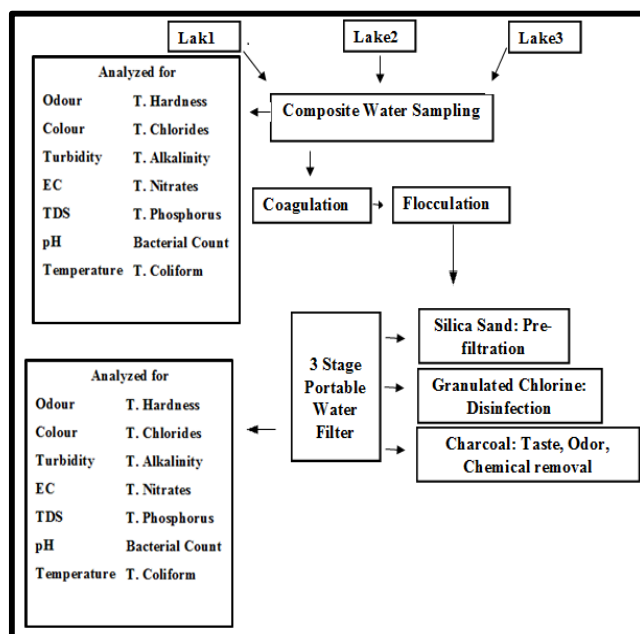 Lak1
Lake2
Lake3
Analyzed for
Odour T. Hardness
Colour T. Chlorides
Turbidity T. Alkalinity
EC T. Nitrates
TDS T. Phosphorus
pH Bacterial Count
Temperature T. Coliform
Composite Water Sampling
Coagulation
Flocculation
3 Stage
Portable
Water
Filter
Silica Sand: Pre-
filtration
Granulated Chlorine:
Disinfection
Charcoal: Taste, Odor,
Chemical removal
Analyzed for
Odour T. Hardness
Colour T. Chlorides
Turbidity T. Alkalinity
EC T. Nitrates
TDS T. Phosphorus
pH Bacterial Count
Temperature T. Coliform